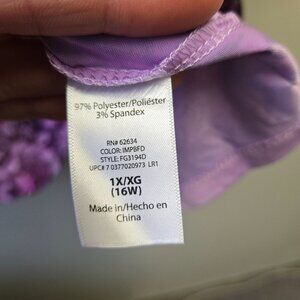 97% Polyester/Poliéster
3% Spandex
RN# 62634
COLOR: IMPBFD
STYLE: FG3194D
UPC# 7 0377020973 LR1
1X/XG
(16W)
Made in/Hecho en
China